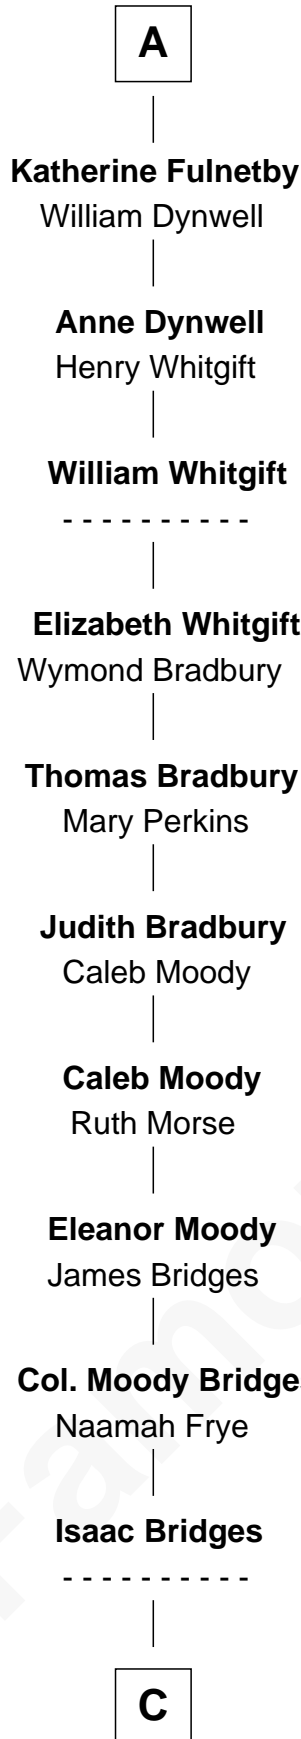 A
Katherine Fulnetby
William Dynwell
Anne Dynwell
Henry Whitgift
William Whitgift
- - - - - - - - - -
Elizabeth Whitgift
Wymond Bradbury
Thomas Bradbury
Mary Perkins
Judith Bradbury
Caleb Moody
Caleb Moody
Ruth Morse
Eleanor Moody
James Bridges
Col. Moody Bridges
Naamah Frye
Isaac Bridges
- - - - - - - - - -
C